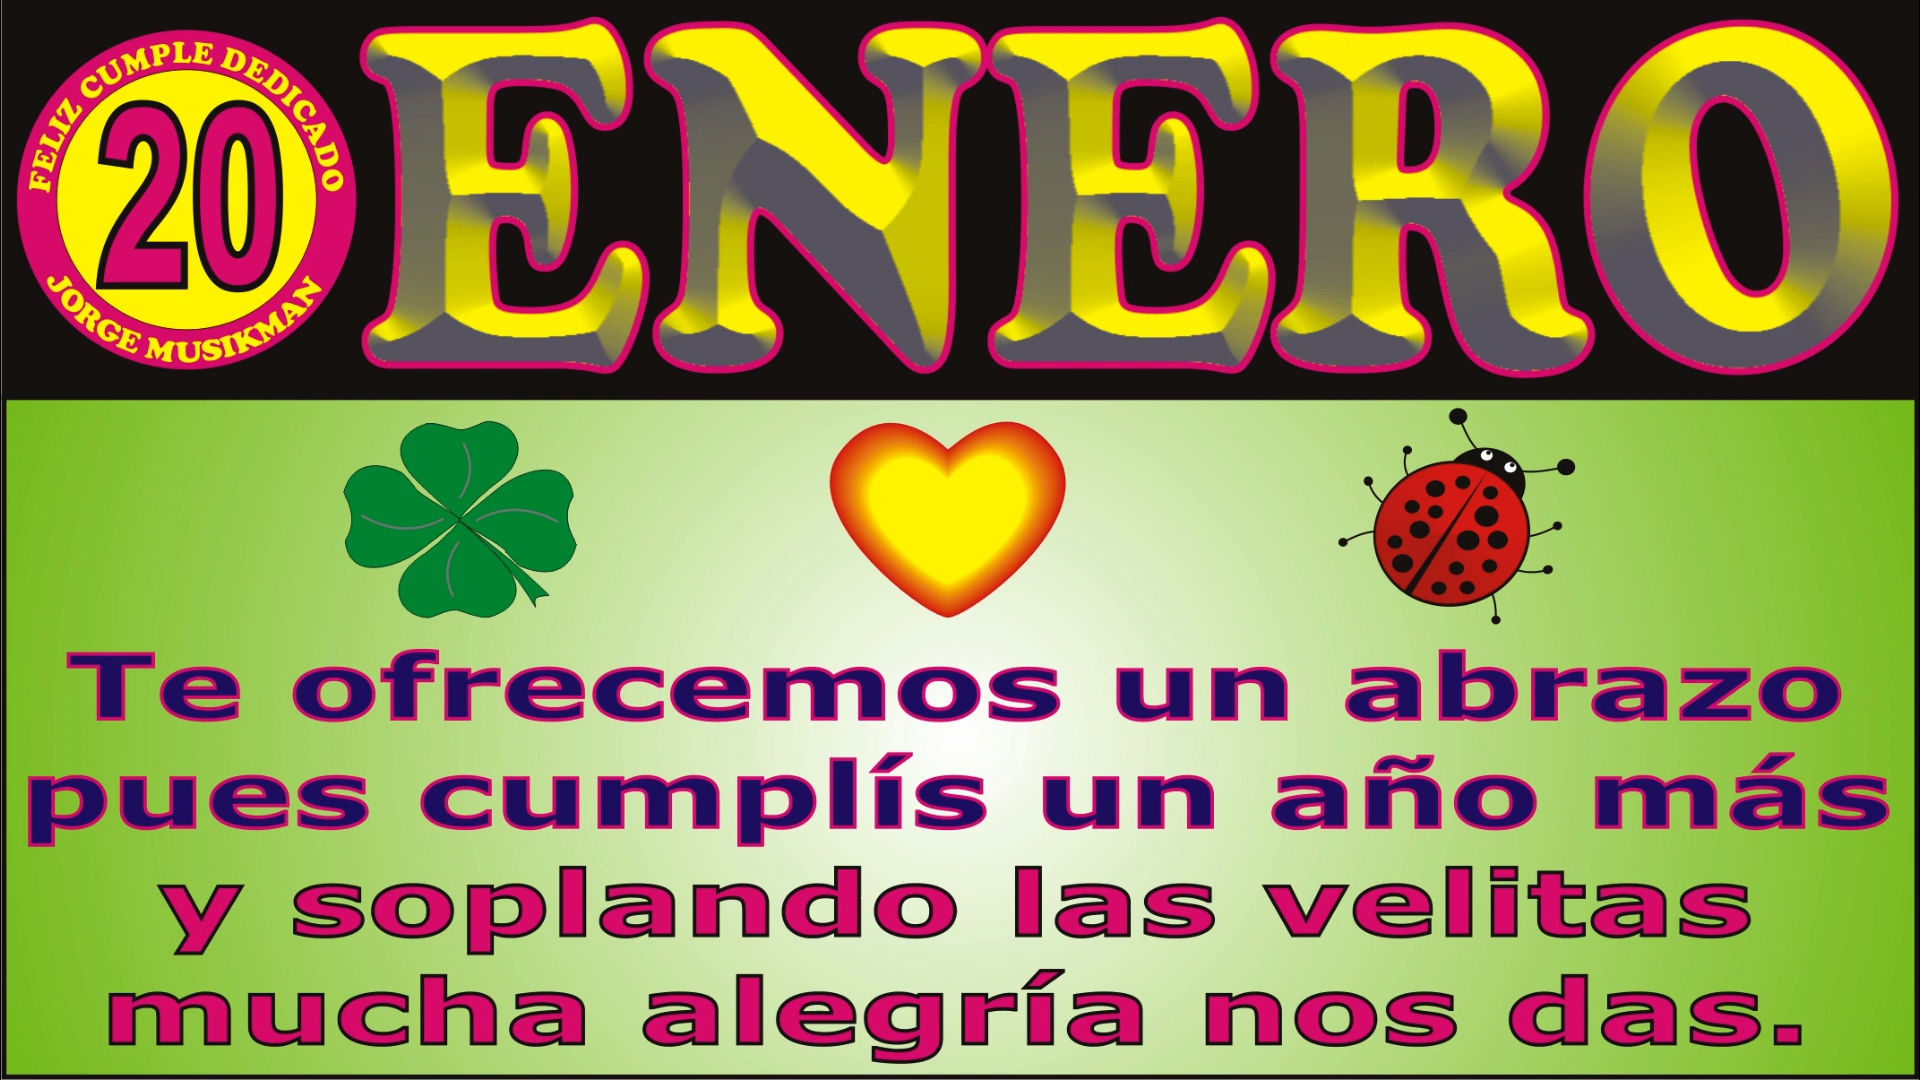 FELIZ CUMPLE DEDICADO
20
JORGE MUSIKMAN
ENERO
Te ofrecemos un abrazo
pues cumplís un año más
y soplando las velitas
mucha alegría nos das.